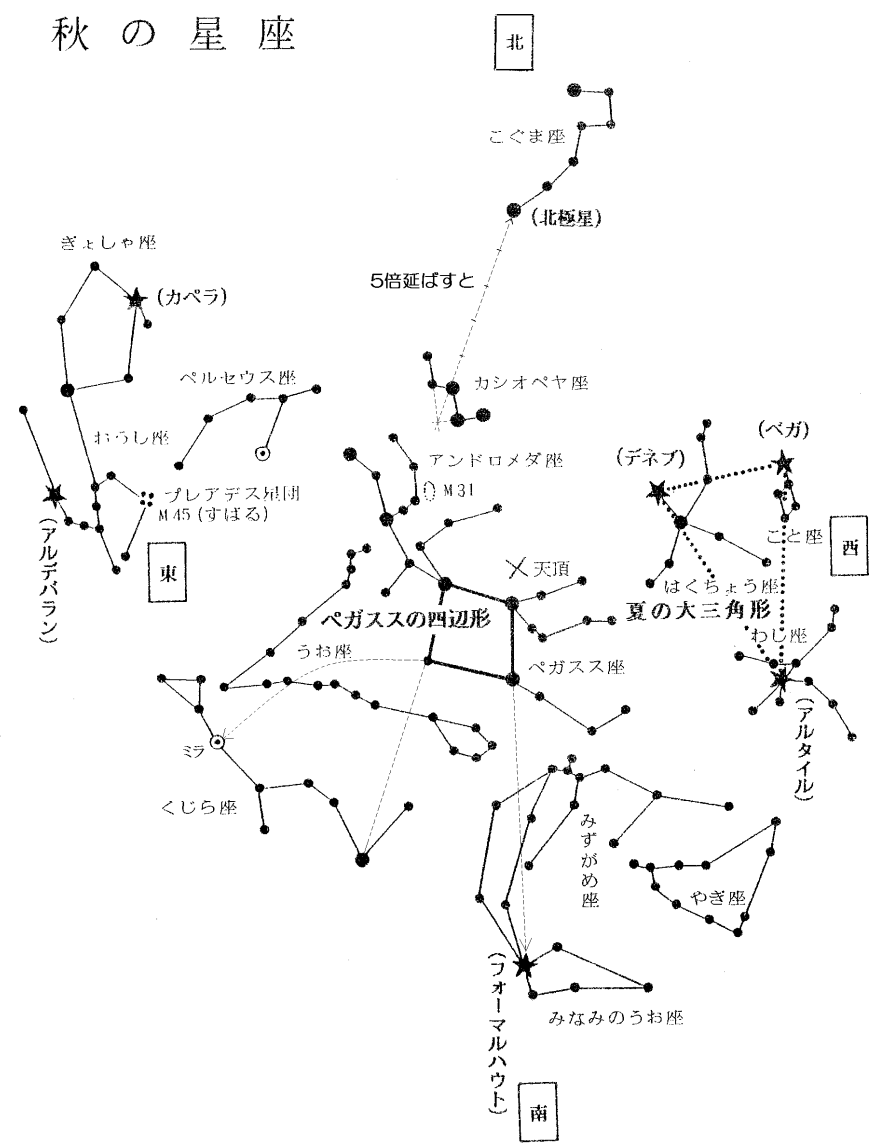 秋の星座
北
こぐま座
(北極星)
ぎょしゃ座
(カペラ)
5倍延ばすと
ペルセウス座
カシオペヤ座
おうし座
アンドロメダ座
(デネブ)
(ベガ)
プレアデス星団
M45(すばる)
M31
(アルデバラン)
東
天頂
こと座
西
はくちょう座
ペガススの四辺形
夏の大三角形
うお座
ペガスス座
わし座
ミラ
(アルタイル)
くじら座
みずがめ座
やぎ座
(フォーマルハウト)
みなみのうお座
南